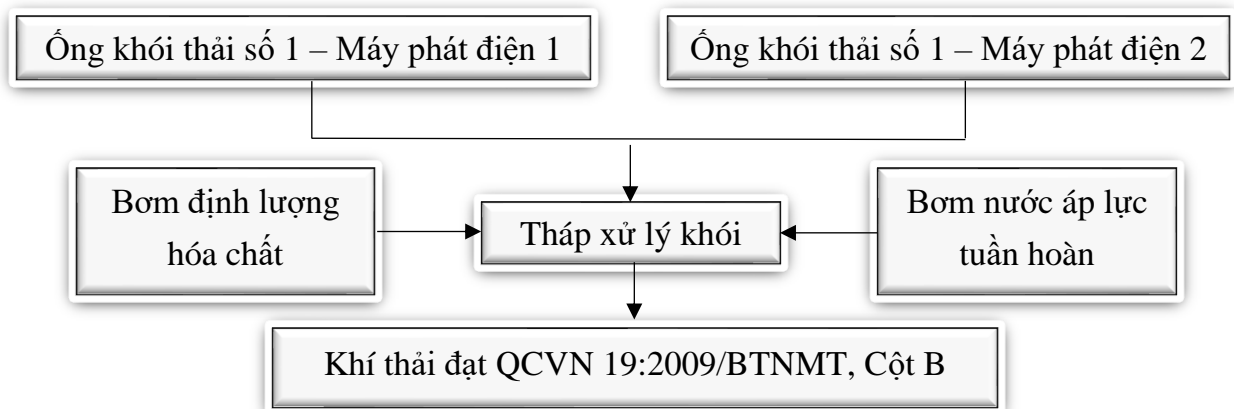 Ống khói thải số 1 – Máy phát điện 1
Ống khói thải số 1 – Máy phát điện 2
Bơm định lượng
hóa chất
Tháp xử lý khói
Bơm nước áp lực
tuần hoàn
Khí thải đạt QCVN 19:2009/BTNMT, Cột B